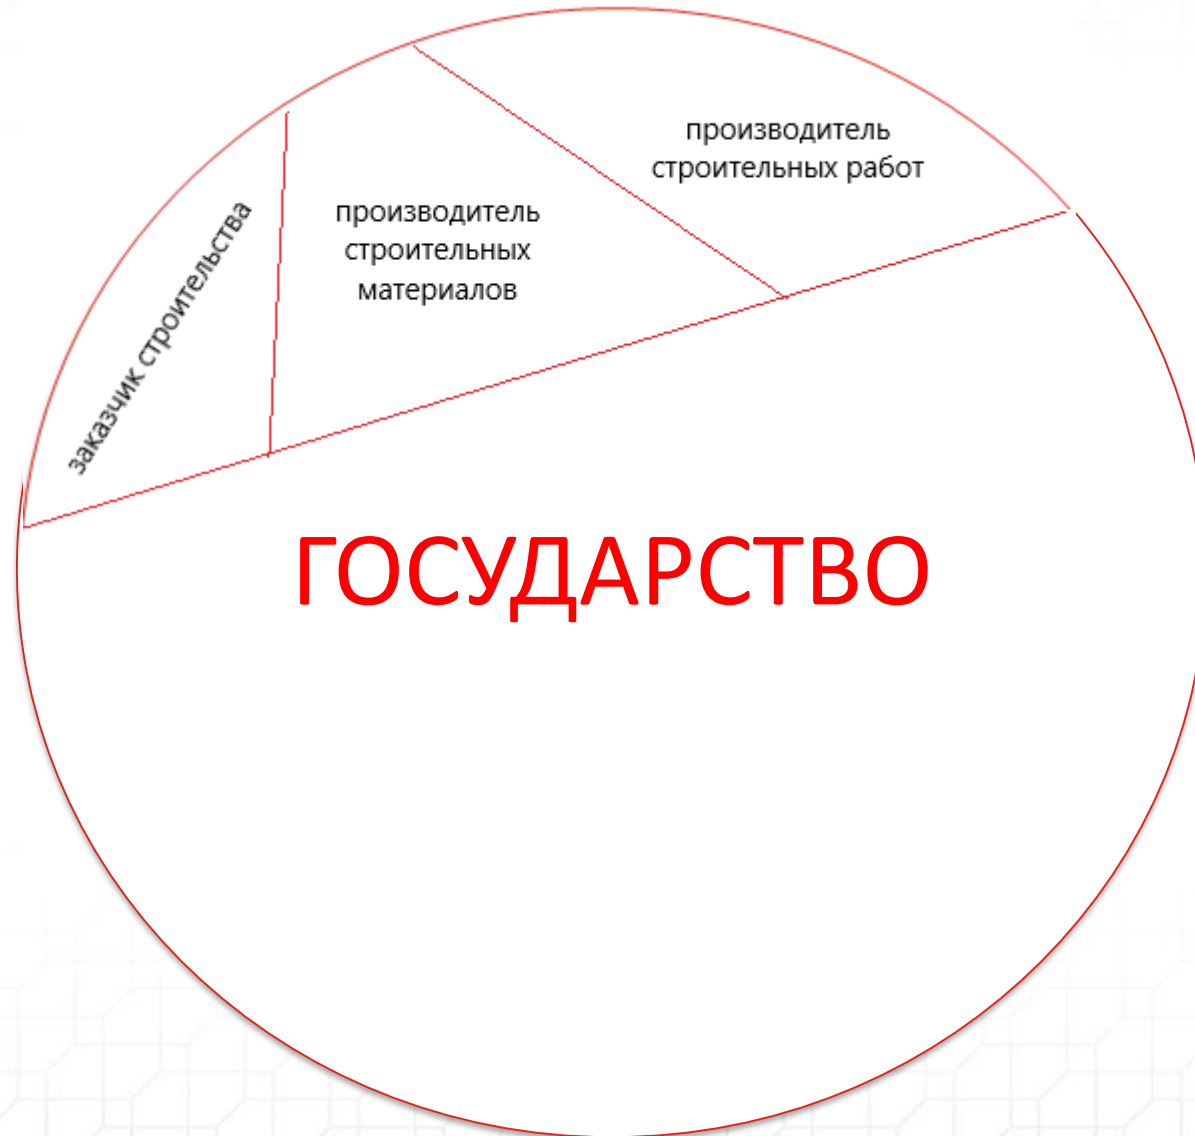 производитель
строительных работ
заказчик строительства
производитель
строительных
материалов
ГОСУДАРСТВО